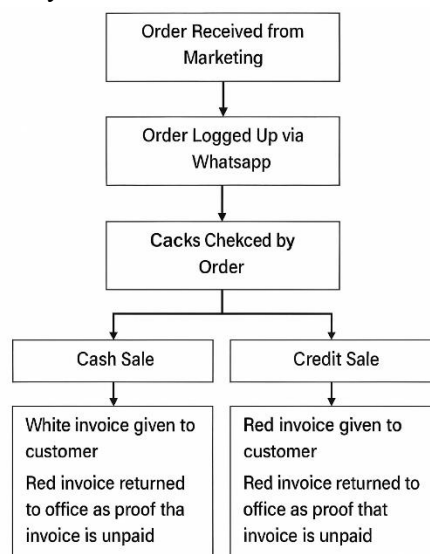 Order Received from
Marketing
Order Logged Up via
Whatsapp
Cacks Chekced by
Order
Cash Sale
Credit Sale
White invoice given to
customer
Red invoice returned
to office as proof tha
invoice is unpaid
Red invoice given to
customer
Red invoice returned to
office as proof that
invoice is unpaid